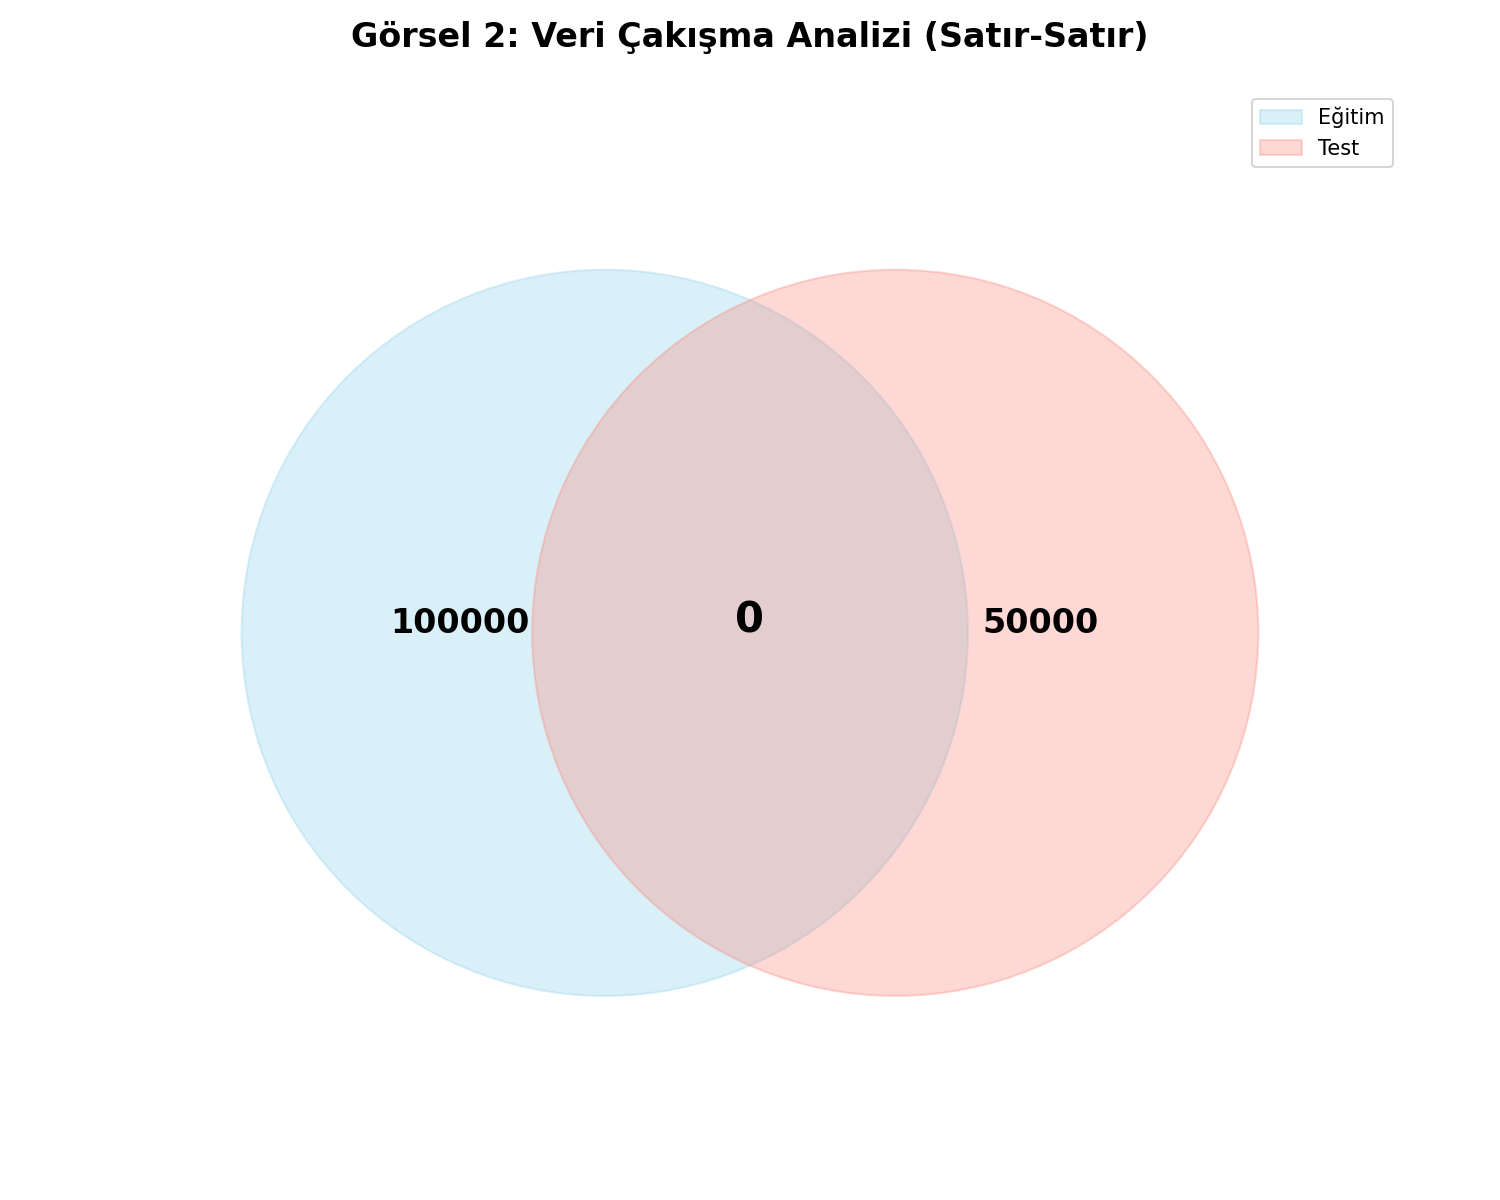 Görsel 2: Veri Çakışma Analizi (Satır-Satır)
Eğitim
Test
100000
0
50000